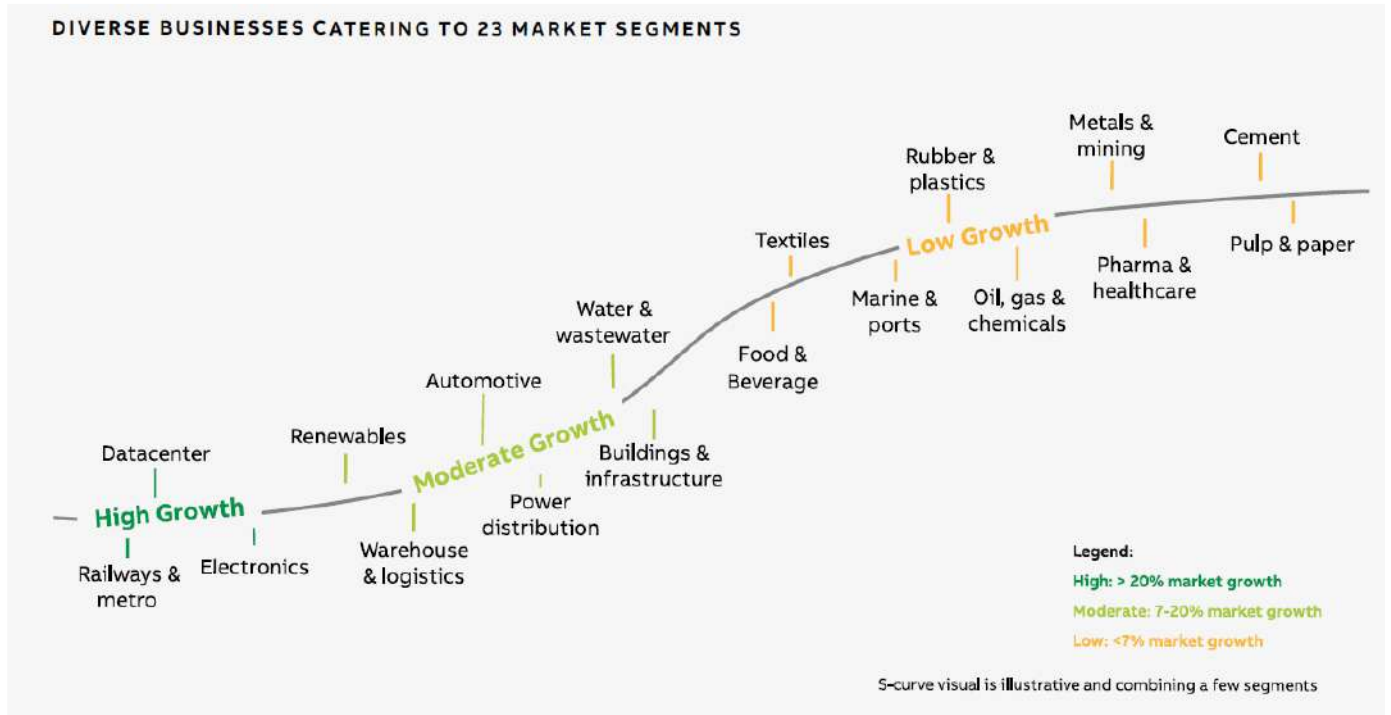 DIVERSE BUSINESSES CATERING TO 23 MARKET SEGMENTS
Datacenter
High Growth
Railways &
metro
Electronics
Renewables
Warehouse
& logistics
Automotive
Moderate Growth
Power
distribution
Water &
wastewater
Buildings &
infrastructure
Textiles
Food &
Beverage
Marine &
ports
Rubber &
plastics
Low Growth
Oil, gas &
chemicals
Metals &
mining
Pharma &
healthcare
Cement
Pulp & paper
Legend:
High: > 20% market growth
Moderate: 7-20% market growth
Low: <7% market growth
S-curve visual is illustrative and combining a few segments